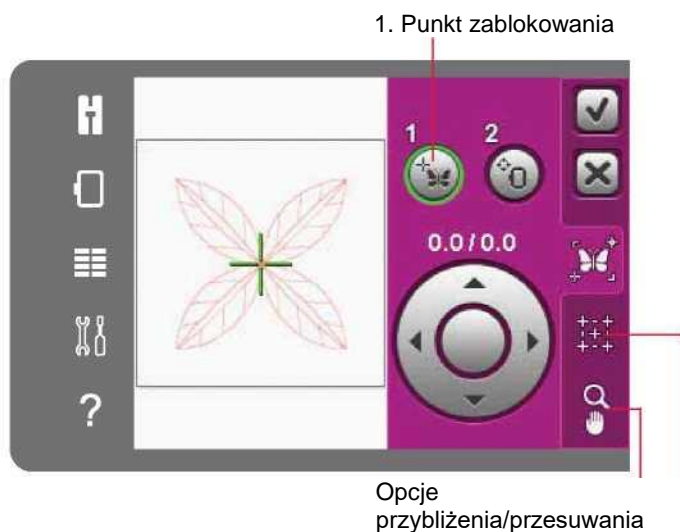 1. Punkt zablokowania
1
2
0.0/0.0
?
Opcje
przybliżenia/przesuwania